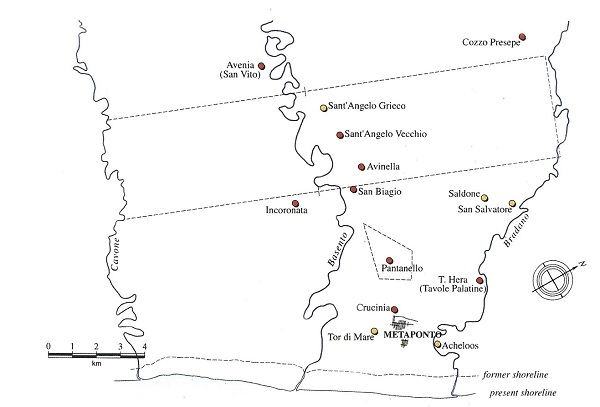 Cozzo Presepe
Avenia
(San Vito)
Sant'Angelo Grieco
Sant'Angelo Vecchio
Avinella
San Biagio
Saldone
Incoronata
San Salvatore
Bradano
Basento
Cavone
N
Pantanello
T. Hera
(Tavole Palatine)
Crucinia
Tor di Mare
METAPONTO
Acheloos
0 1 2 3 4
km
former shoreline
present shoreline